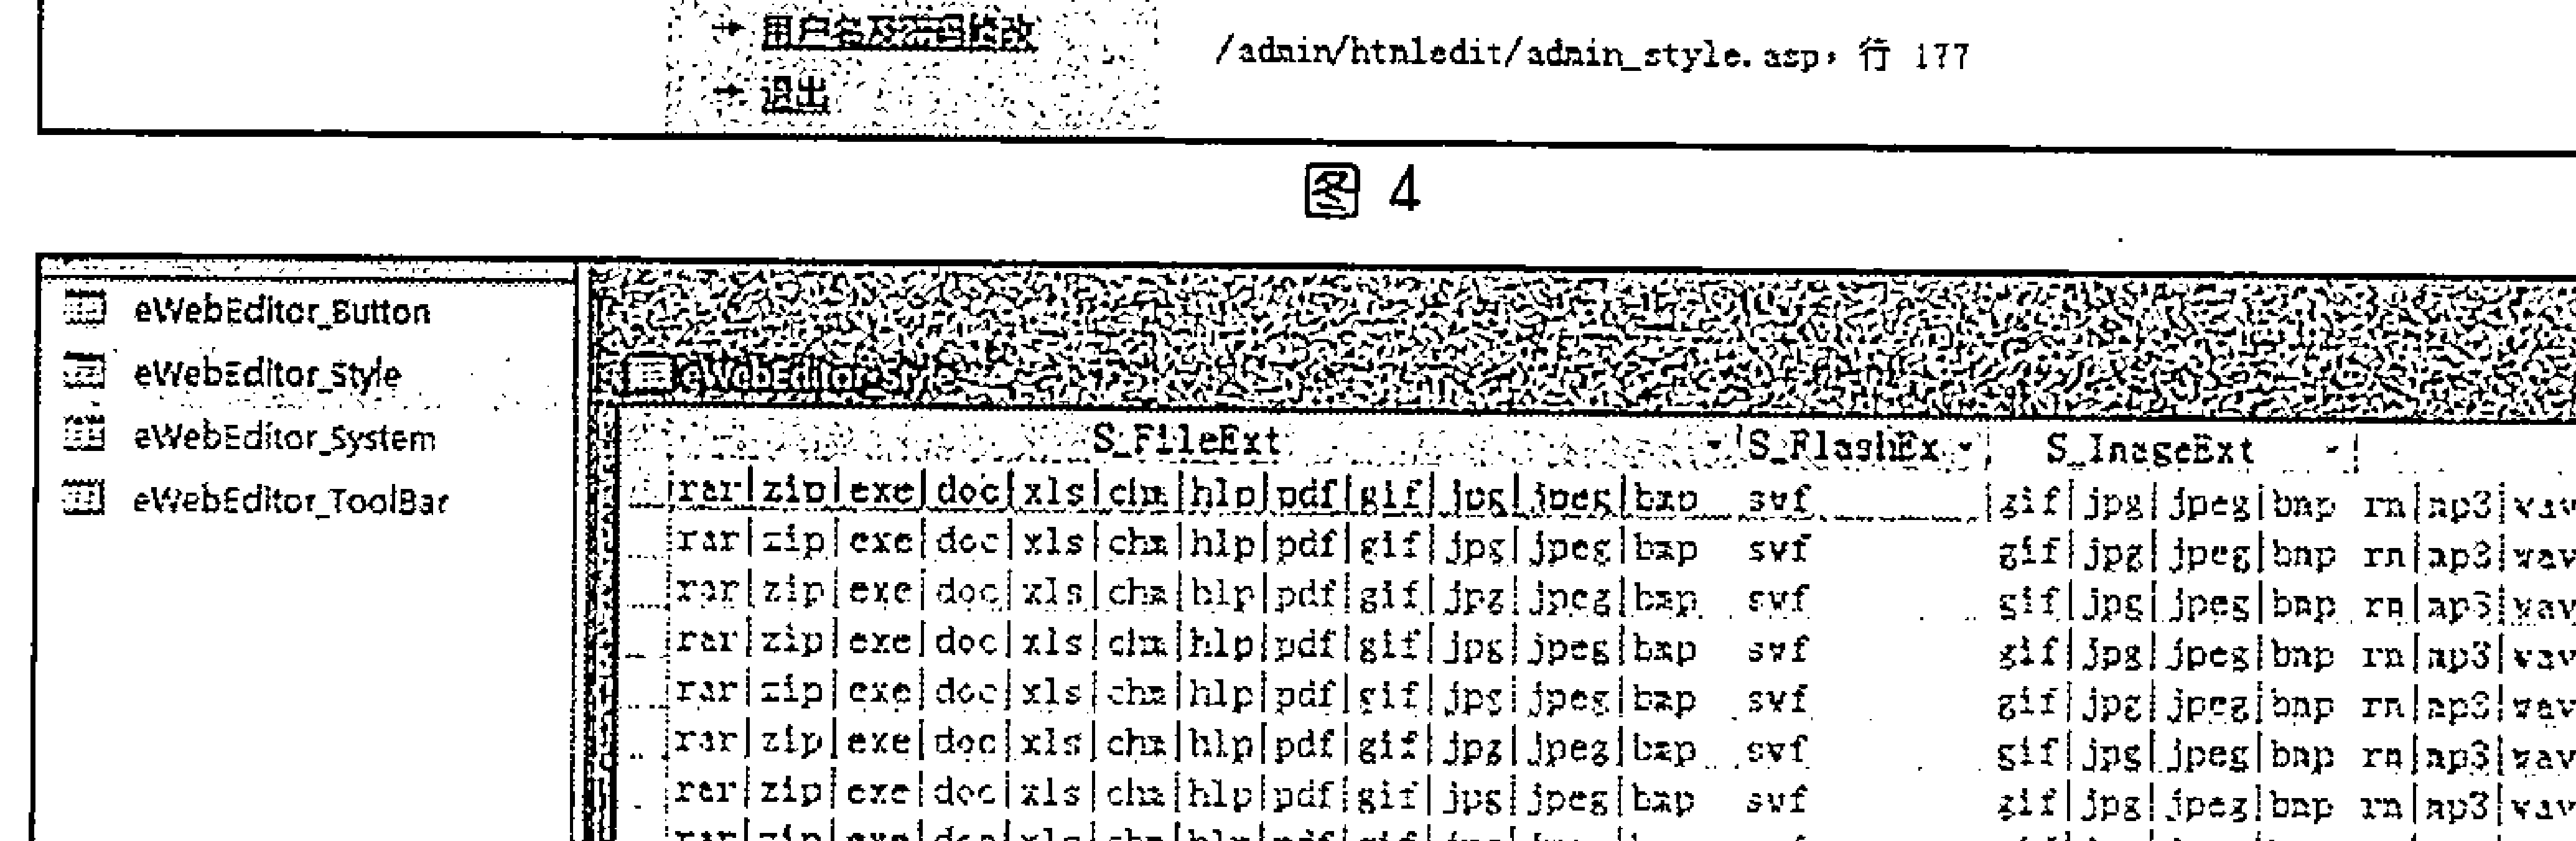 → 用户名及密码修改
→ 退出
/admin/htmledit/admin_style.asp, 行 177
图 4
eWebEditor_Button
eWebEditor_Style
eWebEditor_System
eWebEditor_ToolBar
eWebEditor_Style
S_FileExt S_FlashEx S_ImageExt
rar|zip|exe|doc|xls|chm|hlp|pdf|gif|jpg|jpeg|bmp swf gif|jpg|jpeg|bmp rm|mp3|wav
rar|zip|exe|doc|xls|chm|hlp|pdf|gif|jpg|jpeg|bmp swf gif|jpg|jpeg|bmp rm|mp3|wav
rar|zip|exe|doc|xls|chm|hlp|pdf|gif|jpg|jpeg|bmp swf gif|jpg|jpeg|bmp rm|mp3|wav
rar|zip|exe|doc|xls|chm|hlp|pdf|gif|jpg|jpeg|bmp swf gif|jpg|jpeg|bmp rm|mp3|wav
rar|zip|exe|doc|xls|chm|hlp|pdf|gif|jpg|jpeg|bmp swf gif|jpg|jpeg|bmp rm|mp3|wav
rar|zip|exe|doc|xls|chm|hlp|pdf|gif|jpg|jpeg|bmp swf gif|jpg|jpeg|bmp rm|mp3|wav
rar|zip|exe|doc|xls|chm|hlp|pdf|gif|jpg|jpeg|bmp swf gif|jpg|jpeg|bmp rm|mp3|wav